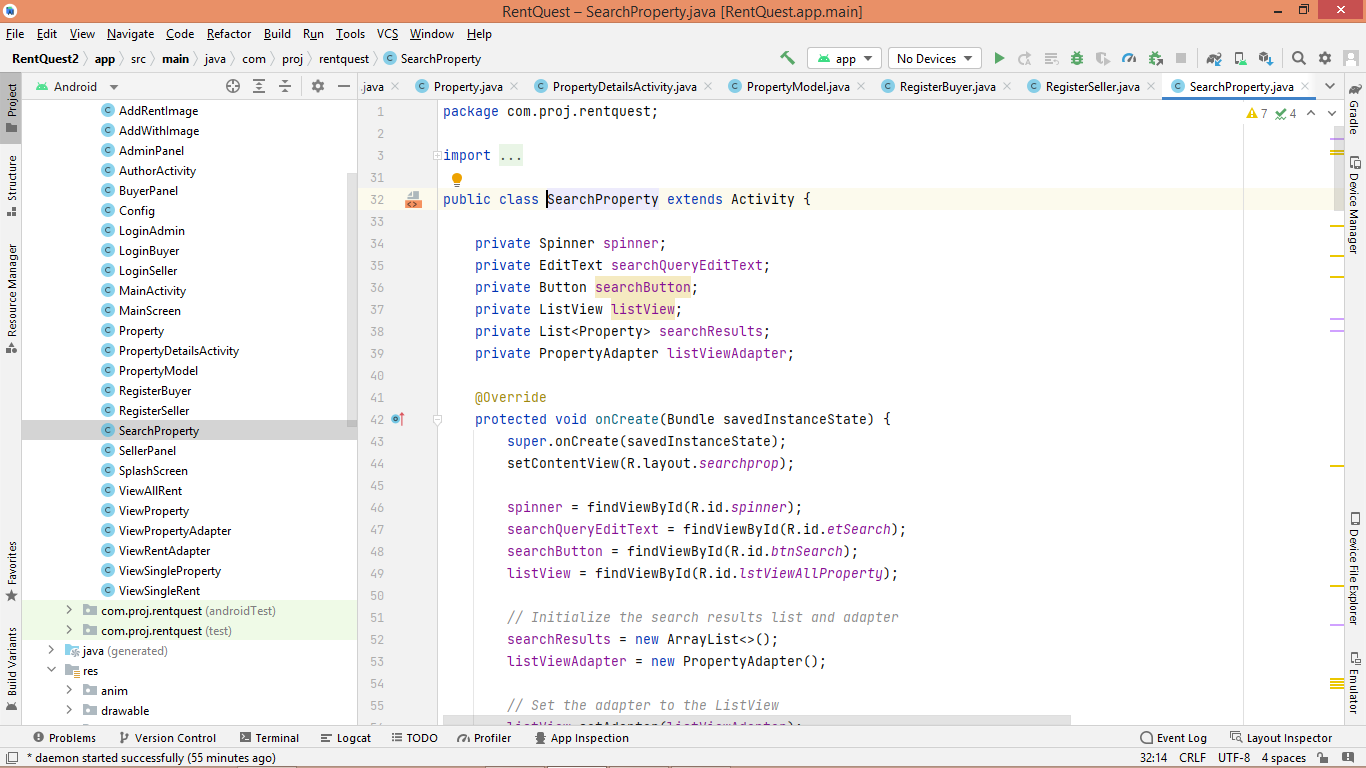 RentQuest – SearchProperty.java [RentQuest.app.main]
File Edit View Navigate Code Refactor Build Run Tools VCS Window Help
RentQuest2 app src main java com proj rentquest SearchProperty
app No Devices
Android
.java Property.java PropertyDetailsActivity.java PropertyModel.java RegisterBuyer.java RegisterSeller.java SearchProperty.java
Project
Structure
Resource Manager
Favorites
Build Variants
AddRentImage
AddWithImage
AdminPanel
AuthorActivity
BuyerPanel
Config
LoginAdmin
LoginBuyer
LoginSeller
MainActivity
MainScreen
Property
PropertyDetailsActivity
PropertyModel
RegisterBuyer
RegisterSeller
SearchProperty
SellerPanel
SplashScreen
ViewAllRent
ViewProperty
ViewPropertyAdapter
ViewRentAdapter
ViewSingleProperty
ViewSingleRent
com.proj.rentquest (androidTest)
com.proj.rentquest (test)
java (generated)
res
anim
drawable
7 4
1 package com.proj.rentquest;
2
3 import ...
31
32 public class SearchProperty extends Activity {
33
34 private Spinner spinner;
35 private EditText searchQueryEditText;
36 private Button searchButton;
37 private ListView listView;
38 private List<Property> searchResults;
39 private PropertyAdapter listViewAdapter;
40
41 @Override
42 protected void onCreate(Bundle savedInstanceState) {
43 super.onCreate(savedInstanceState);
44 setContentView(R.layout.searchprop);
45
46 spinner = findViewById(R.id.spinner);
47 searchQueryEditText = findViewById(R.id.etSearch);
48 searchButton = findViewById(R.id.btnSearch);
49 listView = findViewById(R.id.lstViewAllProperty);
50
51 // Initialize the search results list and adapter
52 searchResults = new ArrayList<>();
53 listViewAdapter = new PropertyAdapter();
54
55 // Set the adapter to the ListView
listView.setAdapter(listViewAdapter);
Gradle
Device Manager
Device File Explorer
Emulator
Problems Version Control Terminal Logcat TODO Profiler App Inspection Event Log Layout Inspector
* daemon started successfully (55 minutes ago) 32:14 CRLF UTF-8 4 spaces